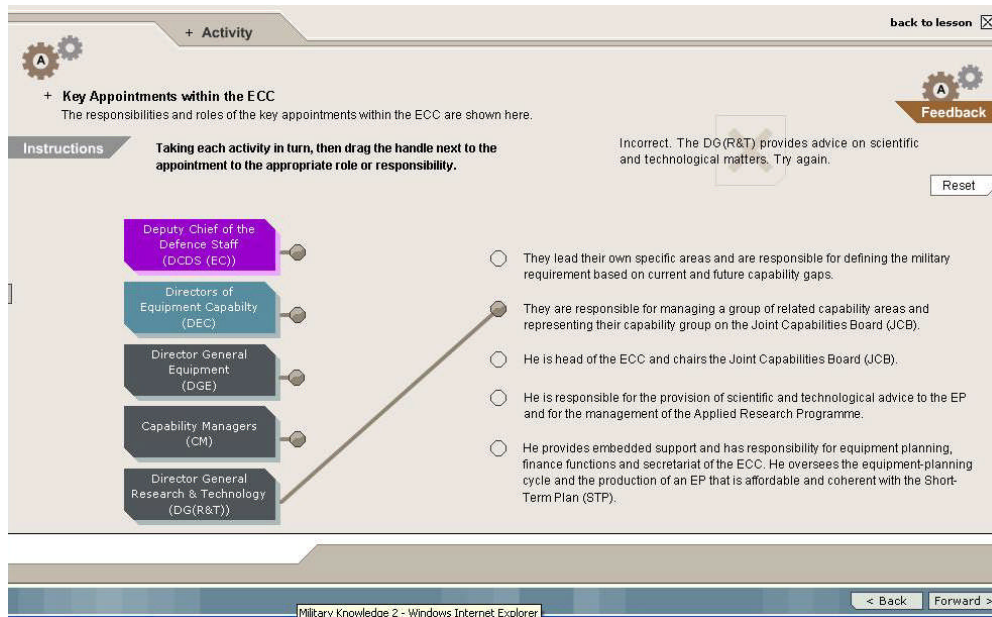 + Activity
back to lesson
A
A
+ Key Appointments within the ECC
The responsibilities and roles of the key appointments within the ECC are shown here.
Feedback
Instructions
Taking each activity in turn, then drag the handle next to the
appointment to the appropriate role or responsibility.
Incorrect. The DG(R&T) provides advice on scientific
and technological matters. Try again.
Reset
Deputy Chief of the
Defence Staff
(DCDS (EC))
Directors of
Equipment Capabilty
(DEC)
Director General
Equipment
(DGE)
Capability Managers
(CM)
Director General
Research & Technology
(DG(R&T))
They lead their own specific areas and are responsible for defining the military
requirement based on current and future capability gaps.
They are responsible for managing a group of related capability areas and
representing their capability group on the Joint Capabilities Board (JCB).
He is head of the ECC and chairs the Joint Capabilities Board (JCB).
He is responsible for the provision of scientific and technological advice to the EP
and for the management of the Applied Research Programme.
He provides embedded support and has responsibility for equipment planning,
finance functions and secretariat of the ECC. He oversees the equipment-planning
cycle and the production of an EP that is affordable and coherent with the Short-
Term Plan (STP).
< Back
Forward >
Military Knowledge 2 - Windows Internet Explorer